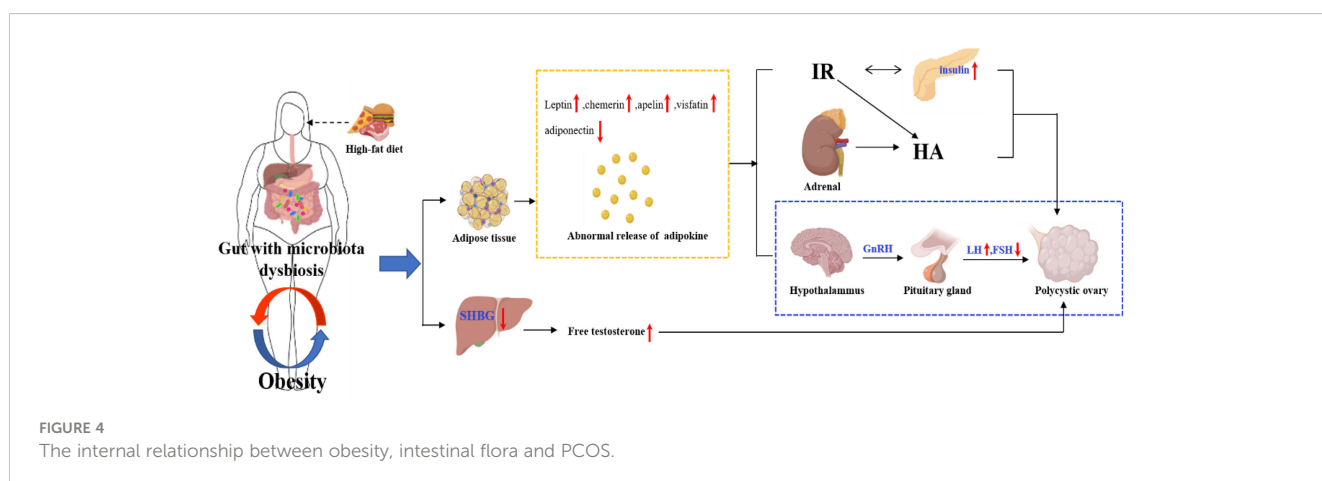 High-fat diet
Gut with microbiota
dysbiosis
Obesity
Adipose tissue
SHBG
Leptin↑,chemerin↑,apelin↑,visfatin↑
adiponectin↓
Abnormal release of adipokine
Free testosterone↑
IR
insulin↑
HA
Adrenal
Hypothalammus
GnRH
Pituitary gland
LH↑,FSH↓
Polycystic ovary
FIGURE 4
The internal relationship between obesity, intestinal flora and PCOS.